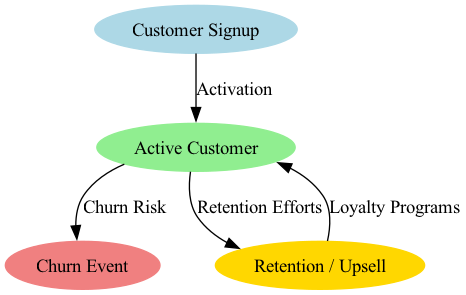 Customer Signup
Activation
Active Customer
Churn Risk
Retention Efforts
Loyalty Programs
Churn Event
Retention / Upsell